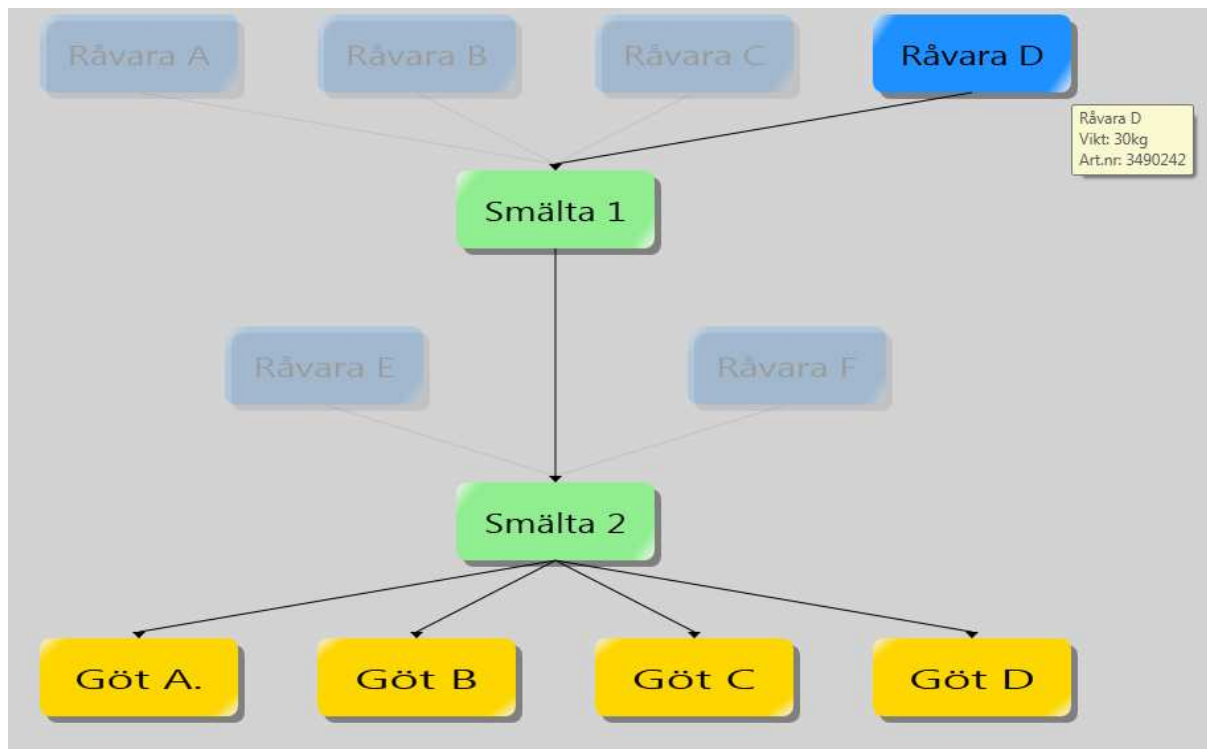 Råvara A
Råvara B
Råvara C
Råvara D
Råvara D
Vikt: 30kg
Art.nr: 3490242
Smälta 1
Råvara E
Råvara F
Smälta 2
Göt A.
Göt B
Göt C
Göt D